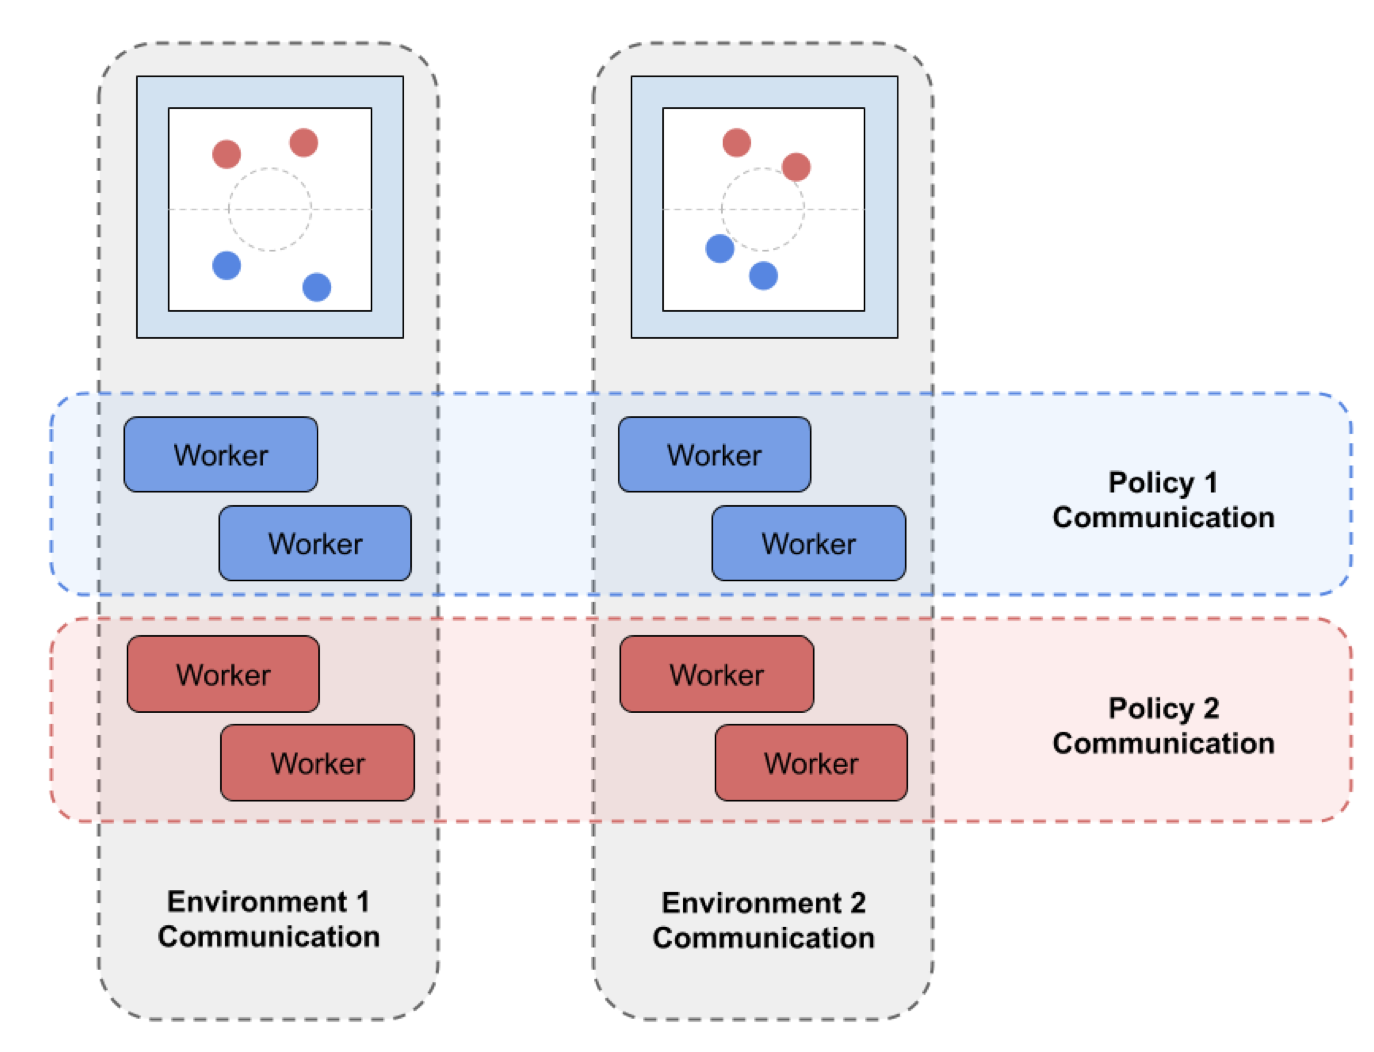 Worker
Worker
Worker
Worker
Policy 1
Communication
Worker
Worker
Worker
Worker
Policy 2
Communication
Environment 1
Communication
Environment 2
Communication